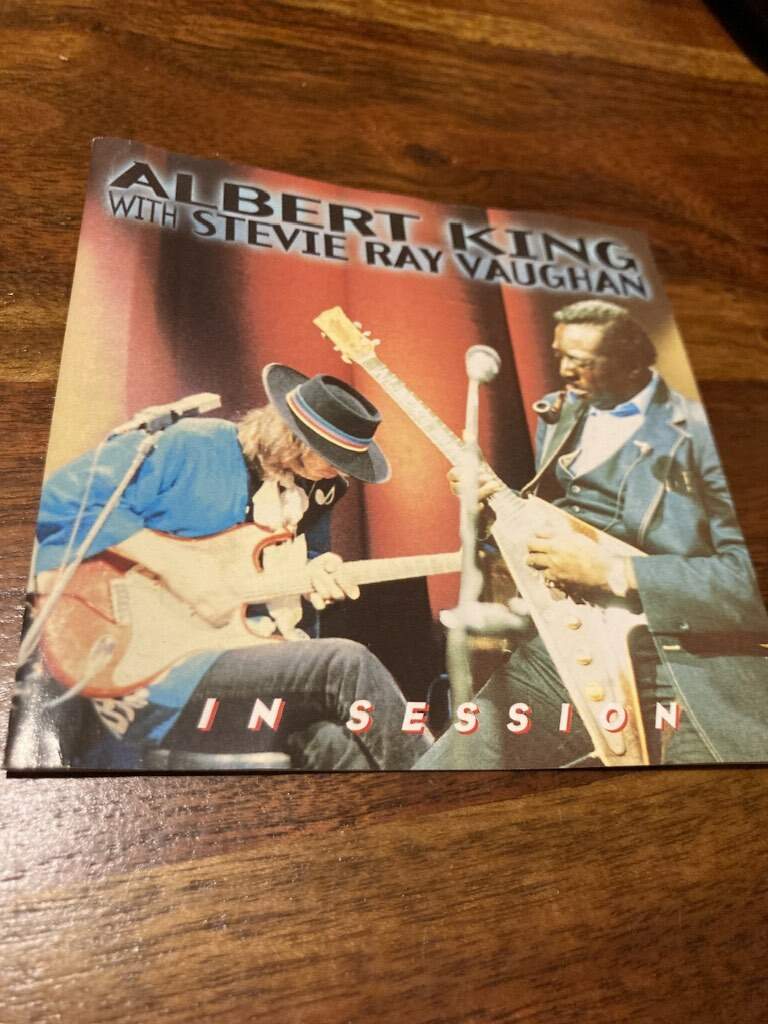 ALBERT KING
WITH STEVIE RAY VAUGHAN
IN SESSION